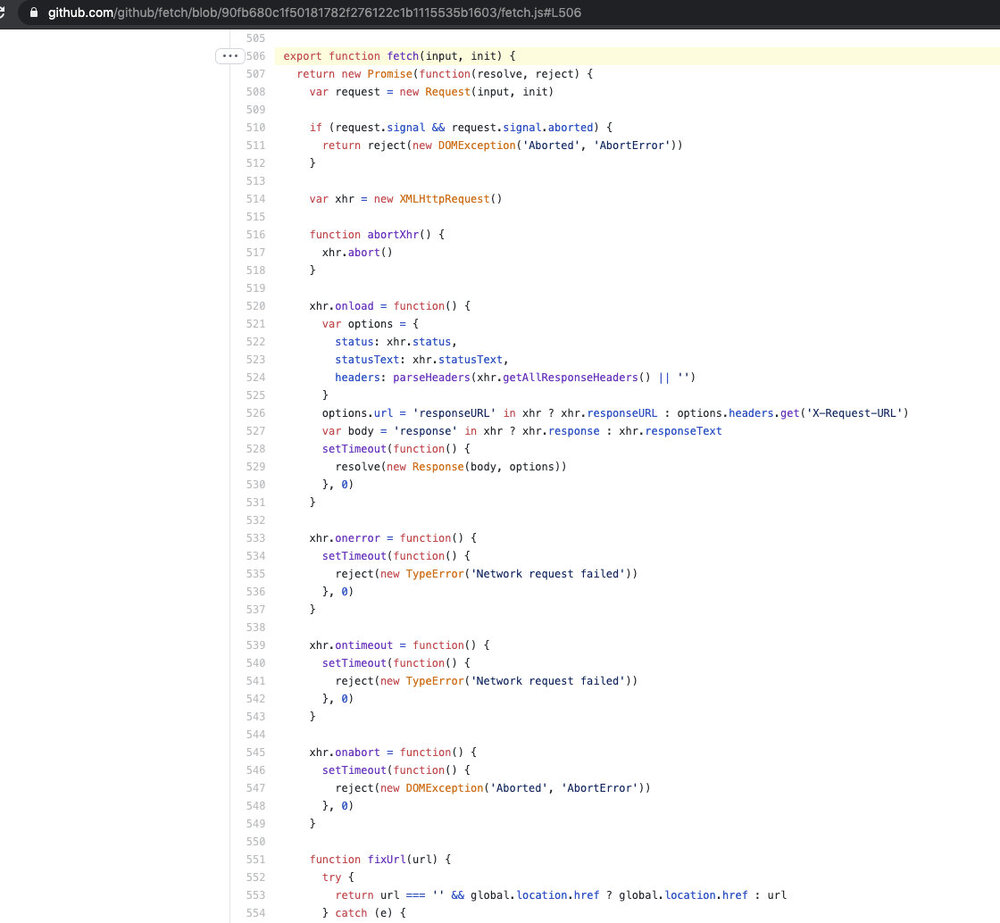 github.com/github/fetch/blob/90fb680c1f50181782f276122c1b1115535b1603/fetch.js#L506
505
... 506 export function fetch(input, init) {
507 return new Promise(function(resolve, reject) {
508 var request = new Request(input, init)
509
510 if (request.signal && request.signal.aborted) {
511 return reject(new DOMException('Aborted', 'AbortError'))
512 }
513
514 var xhr = new XMLHttpRequest()
515
516 function abortXhr() {
517 xhr.abort()
518 }
519
520 xhr.onload = function() {
521 var options = {
522 status: xhr.status,
523 statusText: xhr.statusText,
524 headers: parseHeaders(xhr.getAllResponseHeaders() || '')
525 }
526 options.url = 'responseURL' in xhr ? xhr.responseURL : options.headers.get('X-Request-URL')
527 var body = 'response' in xhr ? xhr.response : xhr.responseText
528 setTimeout(function() {
529 resolve(new Response(body, options))
530 }, 0)
531 }
532
533 xhr.onerror = function() {
534 setTimeout(function() {
535 reject(new TypeError('Network request failed'))
536 }, 0)
537 }
538
539 xhr.ontimeout = function() {
540 setTimeout(function() {
541 reject(new TypeError('Network request failed'))
542 }, 0)
543 }
544
545 xhr.onabort = function() {
546 setTimeout(function() {
547 reject(new DOMException('Aborted', 'AbortError'))
548 }, 0)
549 }
550
551 function fixUrl(url) {
552 try {
553 return url === '' && global.location.href ? global.location.href : url
554 } catch (e) {